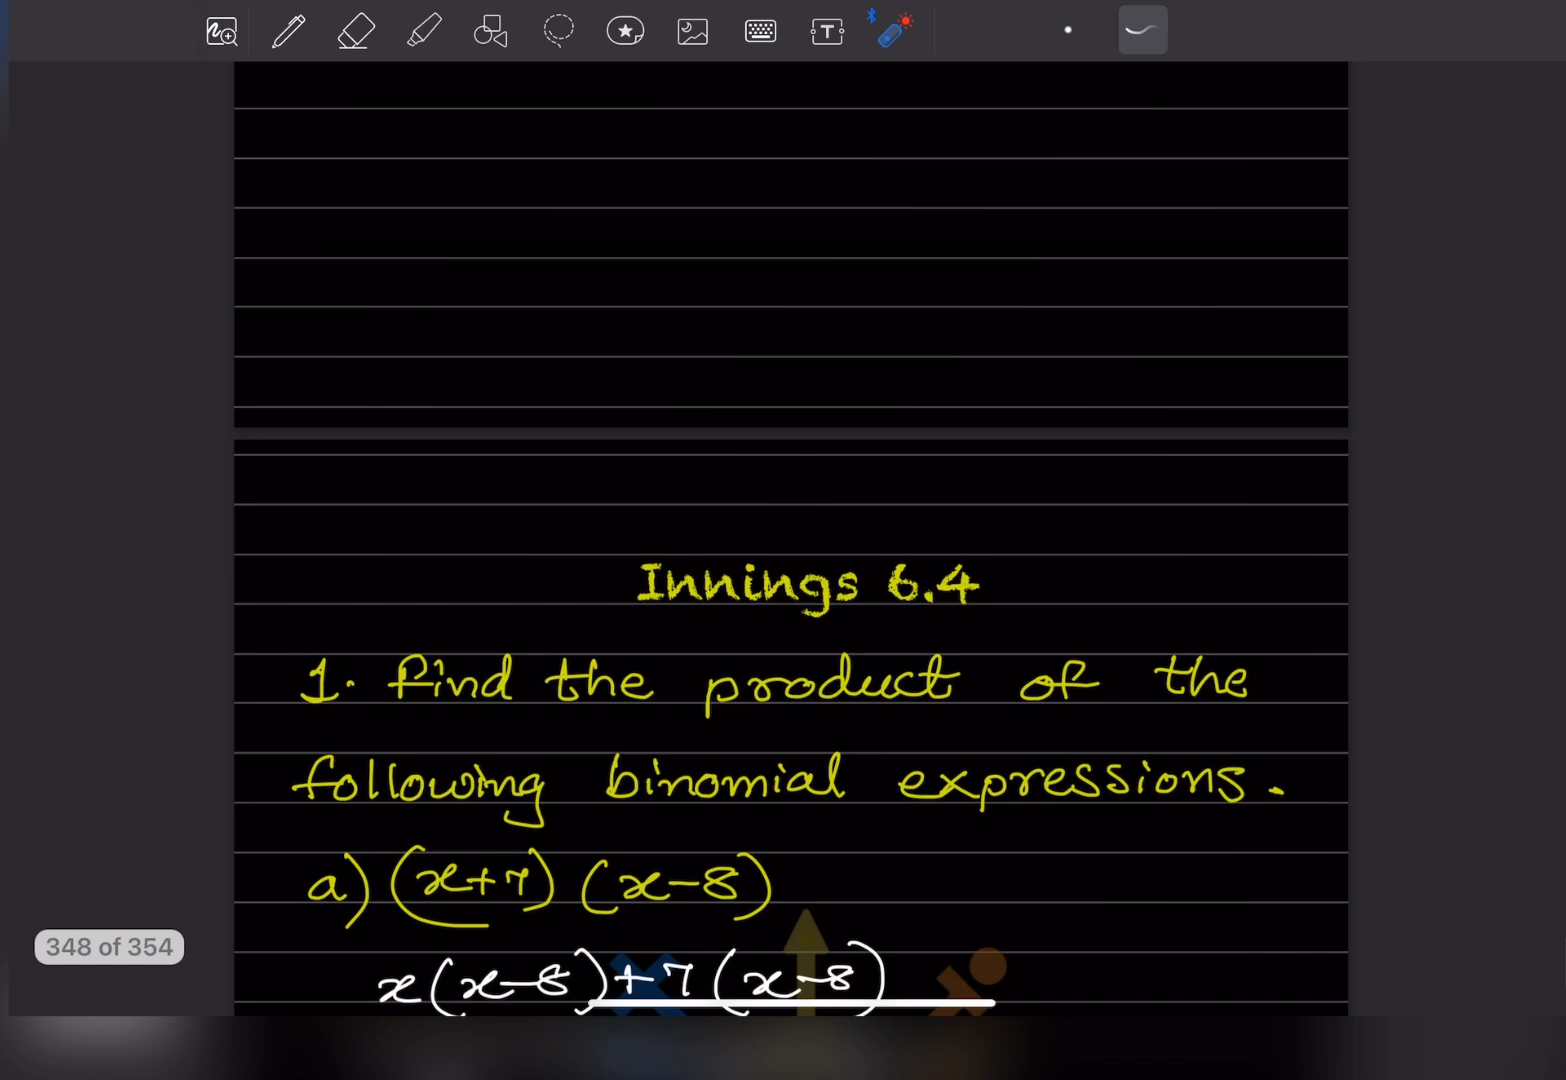 T
Innings 6.4
1. Find the product of the
following binomial expressions.
a) (x+7) (x-8)
348 of 354
x(x-8)+7(x-8)